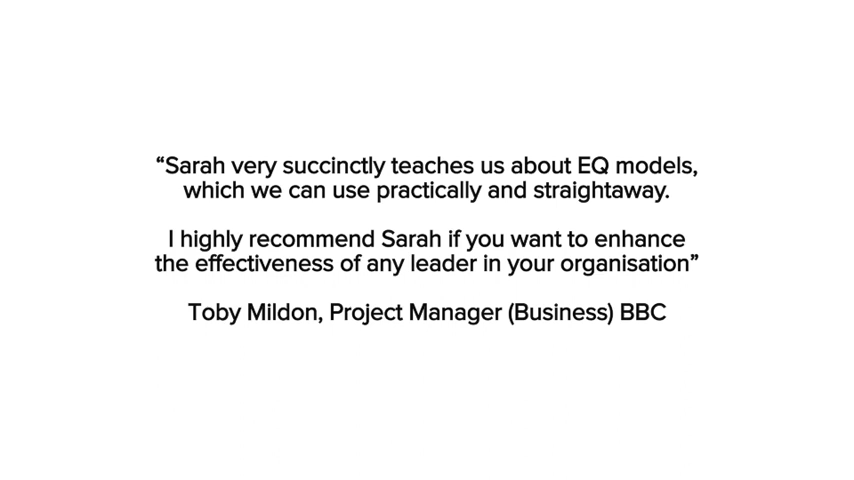 “Sarah very succinctly teaches us about EQ models,
which we can use practically and straightaway.
I highly recommend Sarah if you want to enhance
the effectiveness of any leader in your organisation”
Toby Mildon, Project Manager (Business) BBC